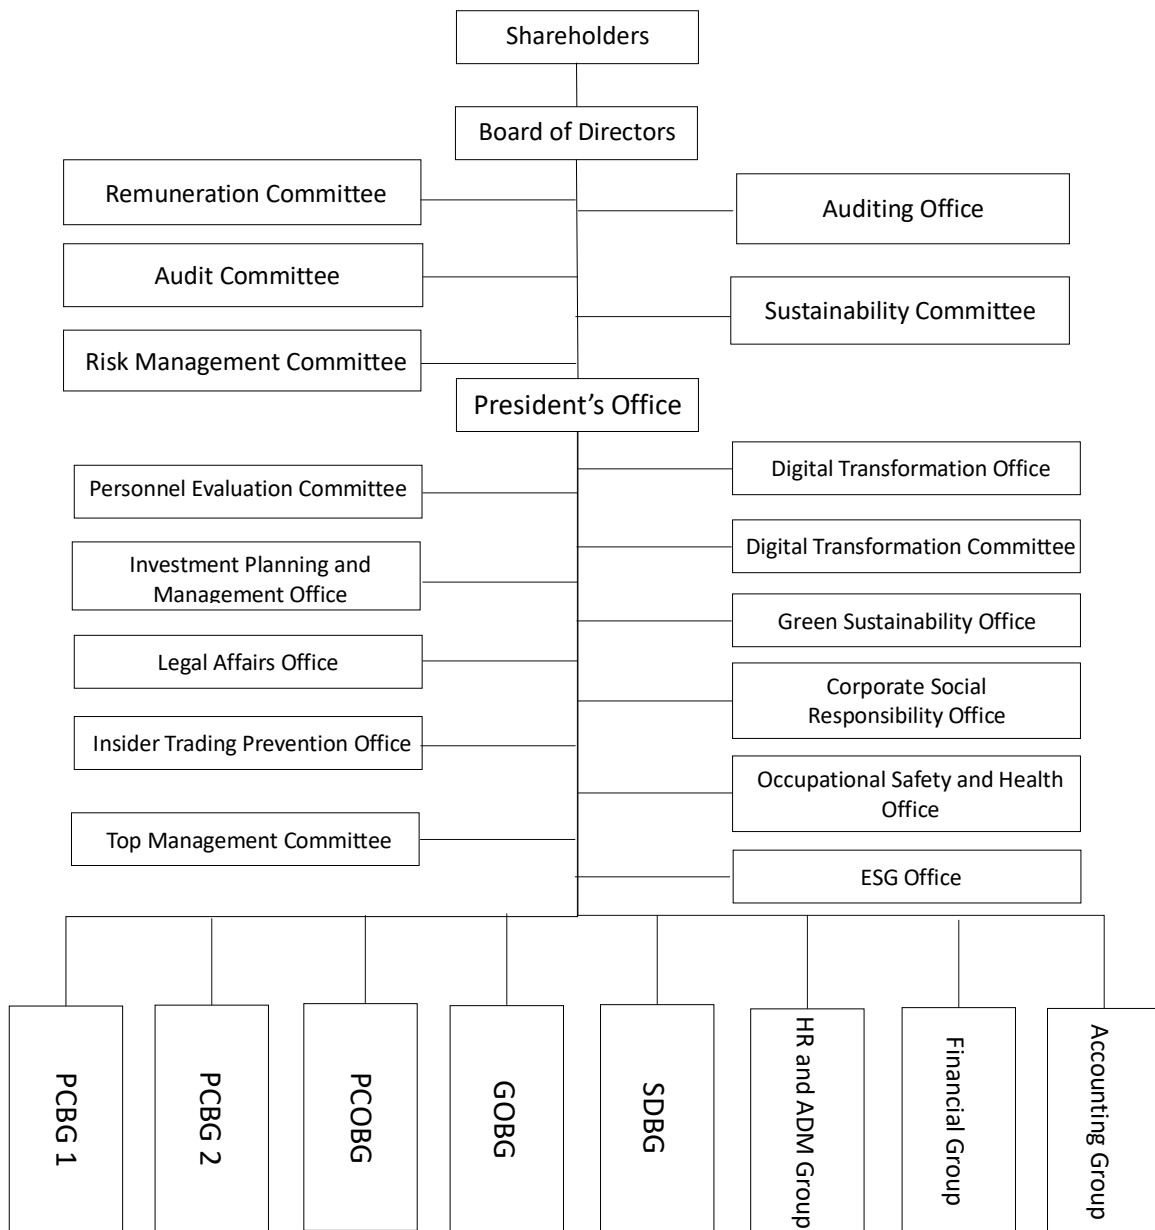 Shareholders
Board of Directors
Remuneration Committee
Auditing Office
Audit Committee
Sustainability Committee
Risk Management Committee
President’s Office
Personnel Evaluation Committee
Digital Transformation Office
Investment Planning and
Management Office
Digital Transformation Committee
Legal Affairs Office
Green Sustainability Office
Insider Trading Prevention Office
Corporate Social
Responsibility Office
Top Management Committee
Occupational Safety and Health
Office
ESG Office
PCBG 1
PCBG 2
PCOBG
GOBG
SDBG
HR and ADM Group
Financial Group
Accounting Group